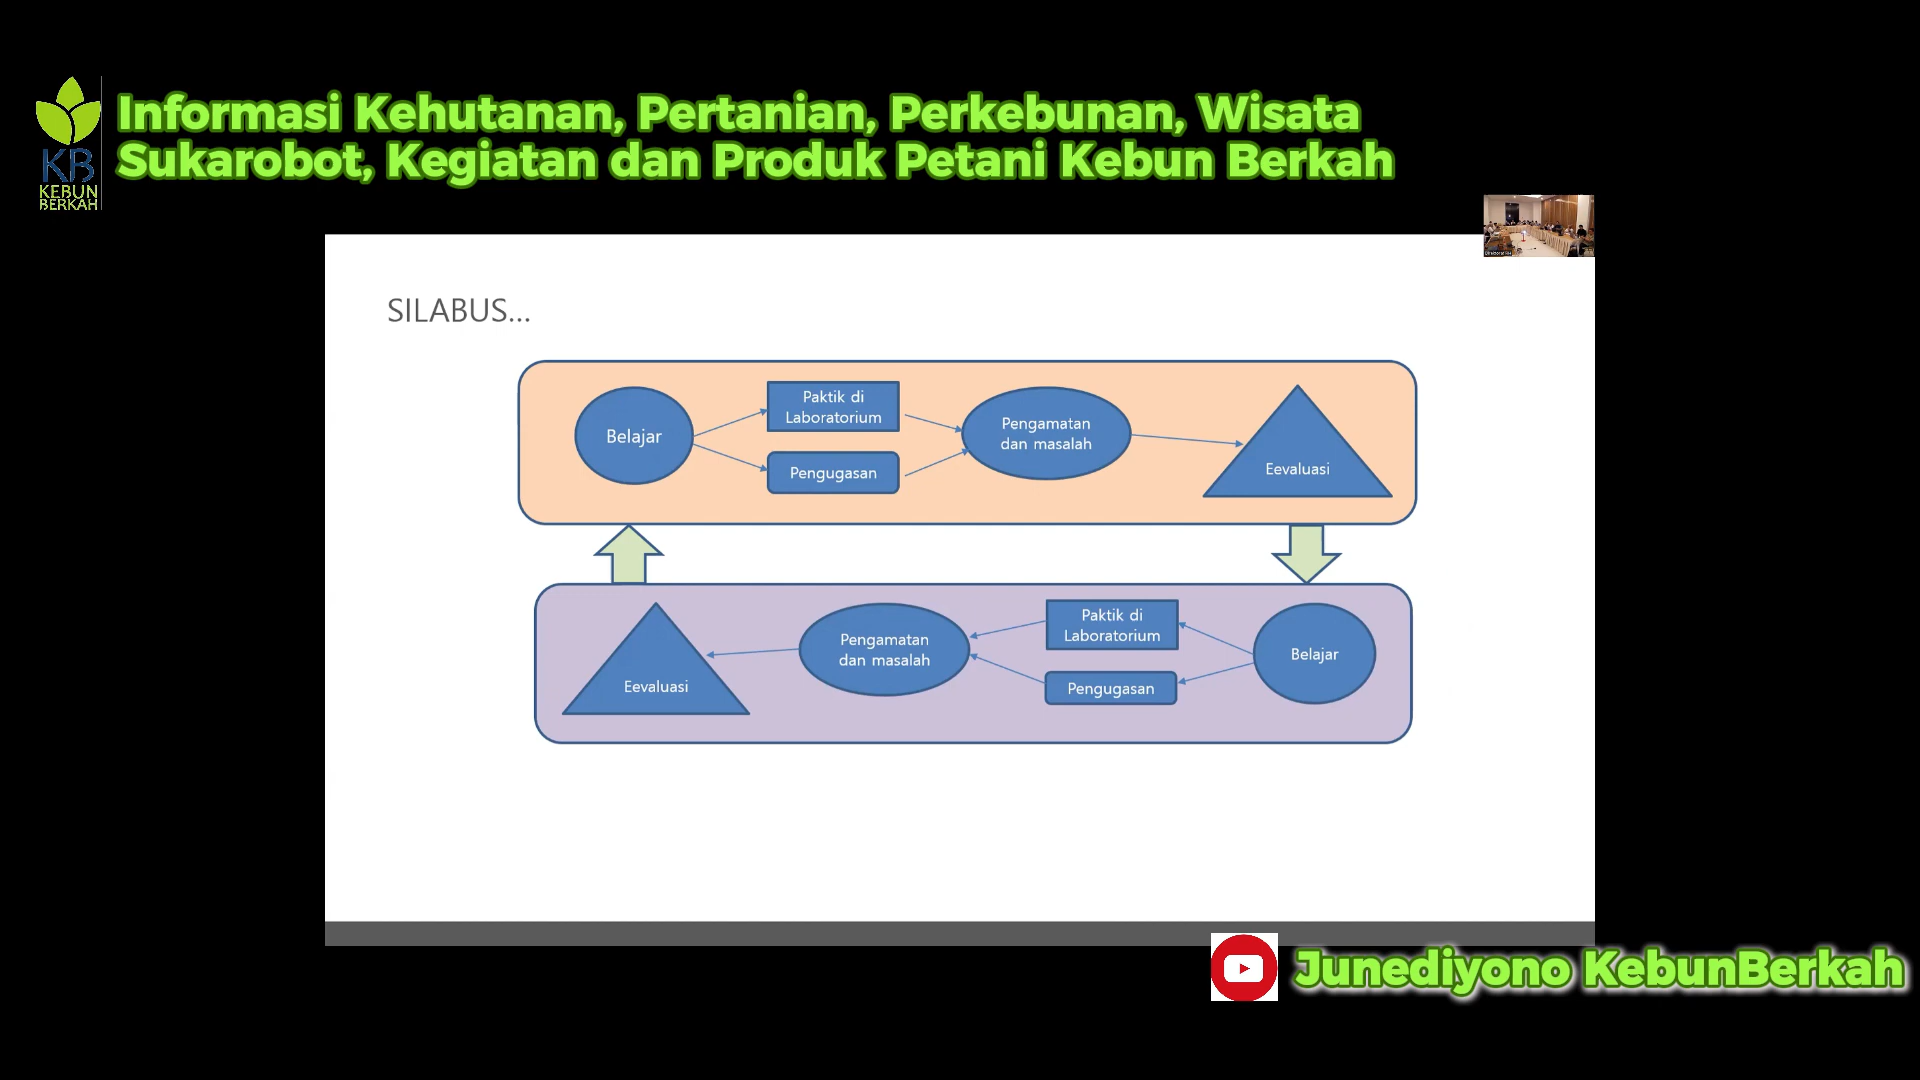 Informasi Kehutanan, Pertanian, Perkebunan, Wisata
Sukarobot, Kegiatan dan Produk Petani Kebun Berkah
KB
KEBUN
BERKAH
SILABUS...
Belajar
Paktik di
Laboratorium
Pengugasan
Pengamatan
dan masalah
Eevaluasi
Eevaluasi
Pengamatan
dan masalah
Paktik di
Laboratorium
Pengugasan
Belajar
Junediyono KebunBerkah